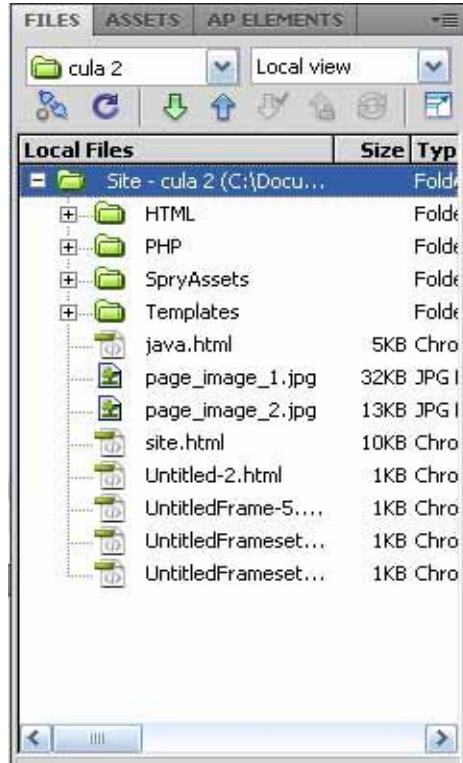 FILES ASSETS AP ELEMENTS
cula 2 Local view
Local Files Size Typ
Site - cula 2 (C:\Docu... Folde
HTML Folde
PHP Folde
SpryAssets Folde
Templates Folde
java.html 5KB Chro
page_image_1.jpg 32KB JPG I
page_image_2.jpg 13KB JPG I
site.html 10KB Chro
Untitled-2.html 1KB Chro
UntitledFrame-5.... 1KB Chro
UntitledFrameset... 1KB Chro
UntitledFrameset... 1KB Chro